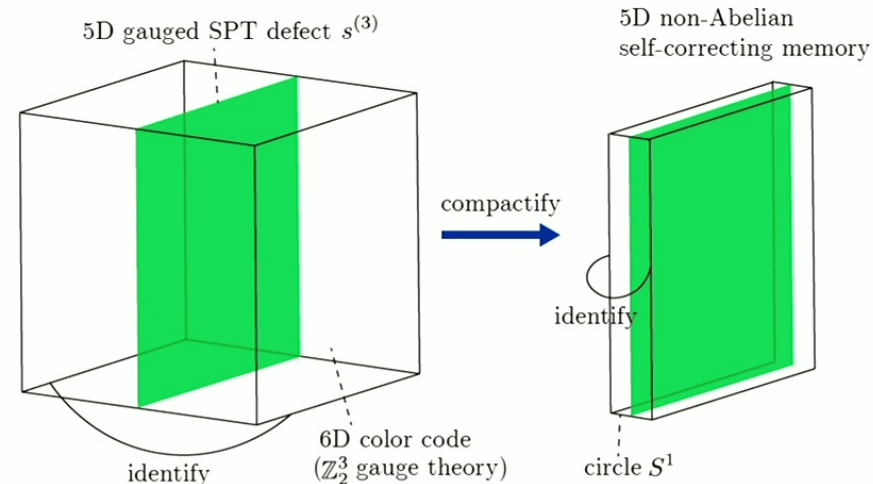 5D gauged SPT defect $s^{(3)}$
5D non-Abelian
self-correcting memory
compactify
identify
6D color code
($\mathbb{Z}_2^3$ gauge theory)
identify
circle $S^1$